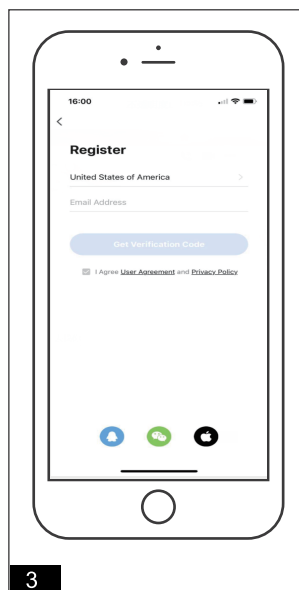 16:00
Register
United States of America
Email Address
Get Verification Code
I Agree User Agreement and Privacy Policy
3